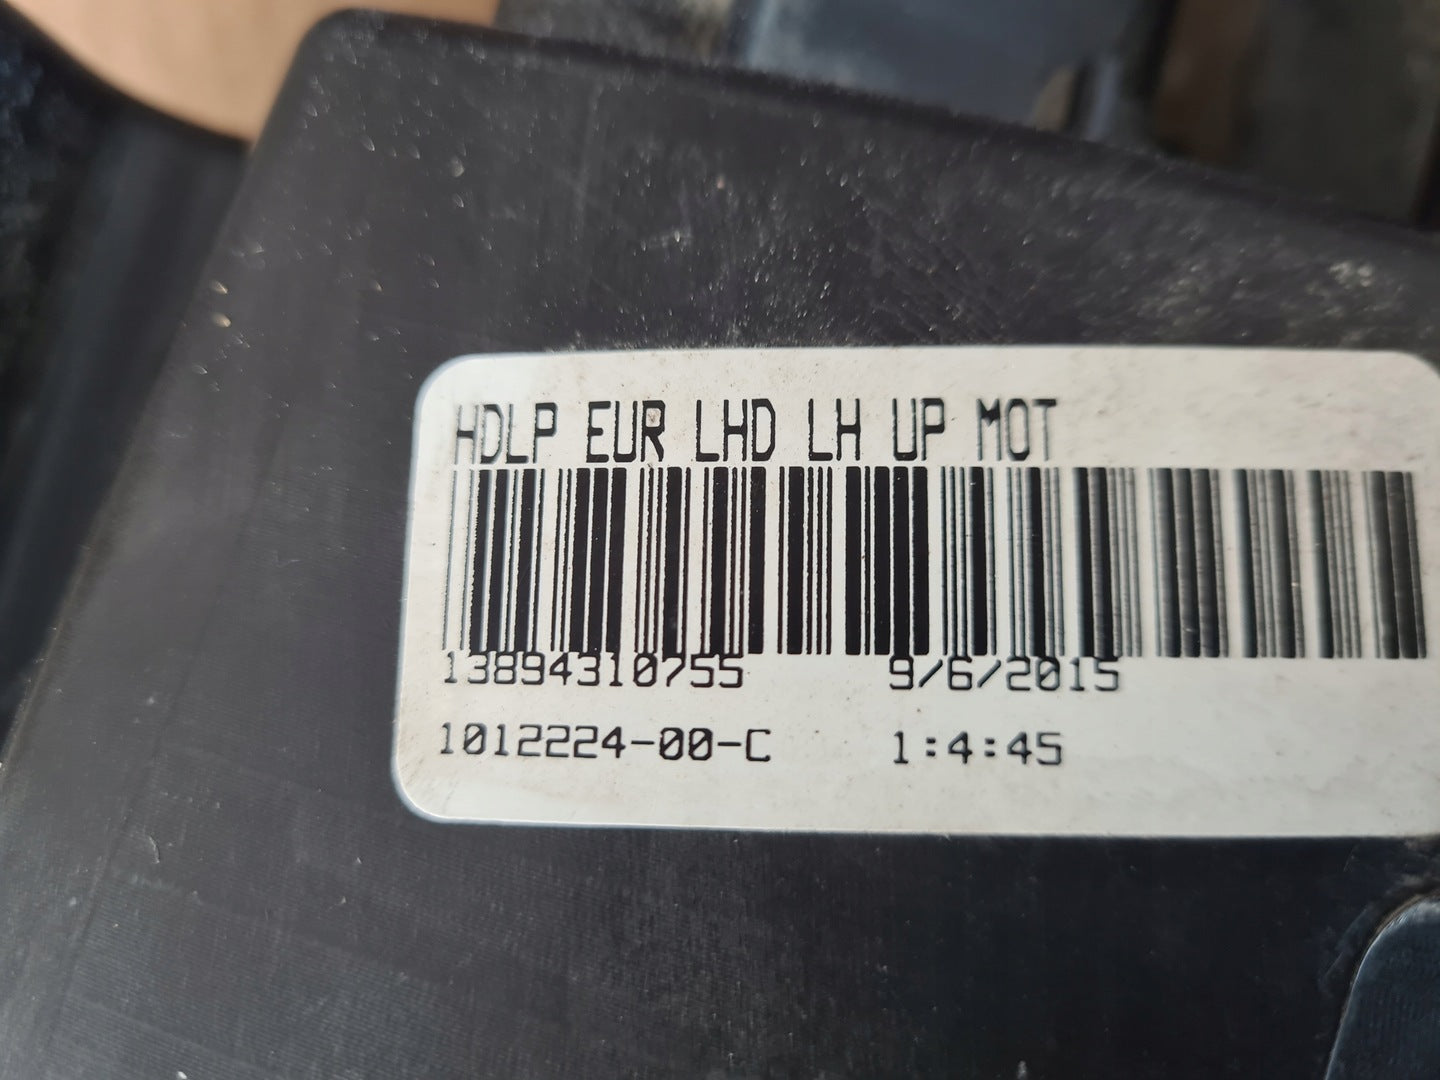 HDLP EUR LHD LH UP MOT
13894310755 9/6/2015
1012224-00-C 1:4:45